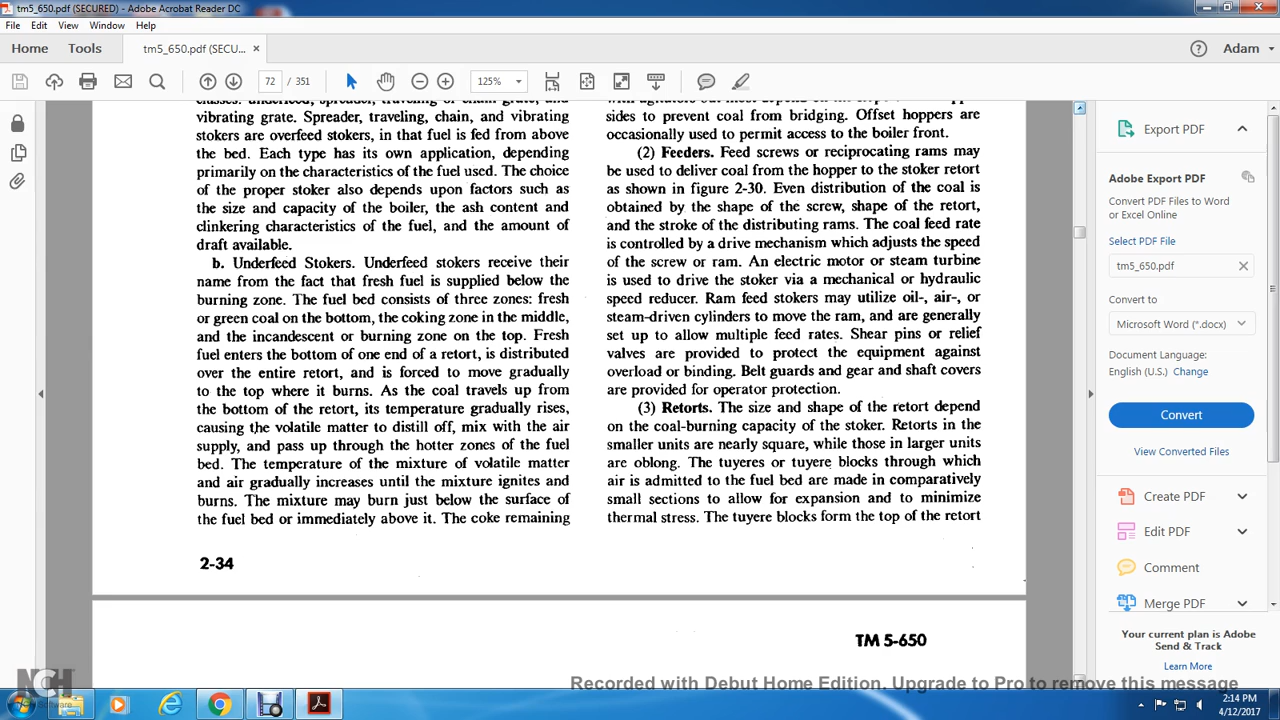 tm5_650.pdf (SECURED) - Adobe Acrobat Reader DC
File Edit View Window Help
Home Tools tm5_650.pdf (SECU... × Adam
72 / 351 125%
classes: underfeed, spreader, traveling or chain grate, and
vibrating grate. Spreader, traveling, chain, and vibrating
stokers are overfeed stokers, in that fuel is fed from above
the bed. Each type has its own application, depending
primarily on the characteristics of the fuel used. The choice
of the proper stoker also depends upon factors such as
the size and capacity of the boiler, the ash content and
clinkering characteristics of the fuel, and the amount of
draft available.
b. Underfeed Stokers. Underfeed stokers receive their
name from the fact that fresh fuel is supplied below the
burning zone. The fuel bed consists of three zones: fresh
or green coal on the bottom, the coking zone in the middle,
and the incandescent or burning zone on the top. Fresh
fuel enters the bottom of one end of a retort, is distributed
over the entire retort, and is forced to move gradually
to the top where it burns. As the coal travels up from
the bottom of the retort, its temperature gradually rises,
causing the volatile matter to distill off, mix with the air
supply, and pass up through the hotter zones of the fuel
bed. The temperature of the mixture of volatile matter
and air gradually increases until the mixture ignites and
burns. The mixture may burn just below the surface of
the fuel bed or immediately above it. The coke remaining
2-34
with agitators but most depend on the
sides to prevent coal from bridging. Offset hoppers are
occasionally used to permit access to the boiler front.
(2) Feeders. Feed screws or reciprocating rams may
be used to deliver coal from the hopper to the stoker retort
as shown in figure 2-30. Even distribution of the coal is
obtained by the shape of the screw, shape of the retort,
and the stroke of the distributing rams. The coal feed rate
is controlled by a drive mechanism which adjusts the speed
of the screw or ram. An electric motor or steam turbine
is used to drive the stoker via a mechanical or hydraulic
speed reducer. Ram feed stokers may utilize oil-, air-, or
steam-driven cylinders to move the ram, and are generally
set up to allow multiple feed rates. Shear pins or relief
valves are provided to protect the equipment against
overload or binding. Belt guards and gear and shaft covers
are provided for operator protection.
(3) Retorts. The size and shape of the retort depend
on the coal-burning capacity of the stoker. Retorts in the
smaller units are nearly square, while those in larger units
are oblong. The tuyeres or tuyere blocks through which
air is admitted to the fuel bed are made in comparatively
small sections to allow for expansion and to minimize
thermal stress. The tuyere blocks form the top of the retort
TM 5-650
Export PDF
Adobe Export PDF
Convert PDF Files to Word
or Excel Online
Select PDF File
tm5_650.pdf
Convert to
Microsoft Word (*.docx)
Document Language:
English (U.S.) Change
Convert
View Converted Files
Create PDF
Edit PDF
Comment
Merge PDF
Your current plan is Adobe
Send & Track
Learn More
NCH Software
Recorded with Debut Home Edition. Upgrade to Pro to remove this message
2:14 PM
4/12/2017